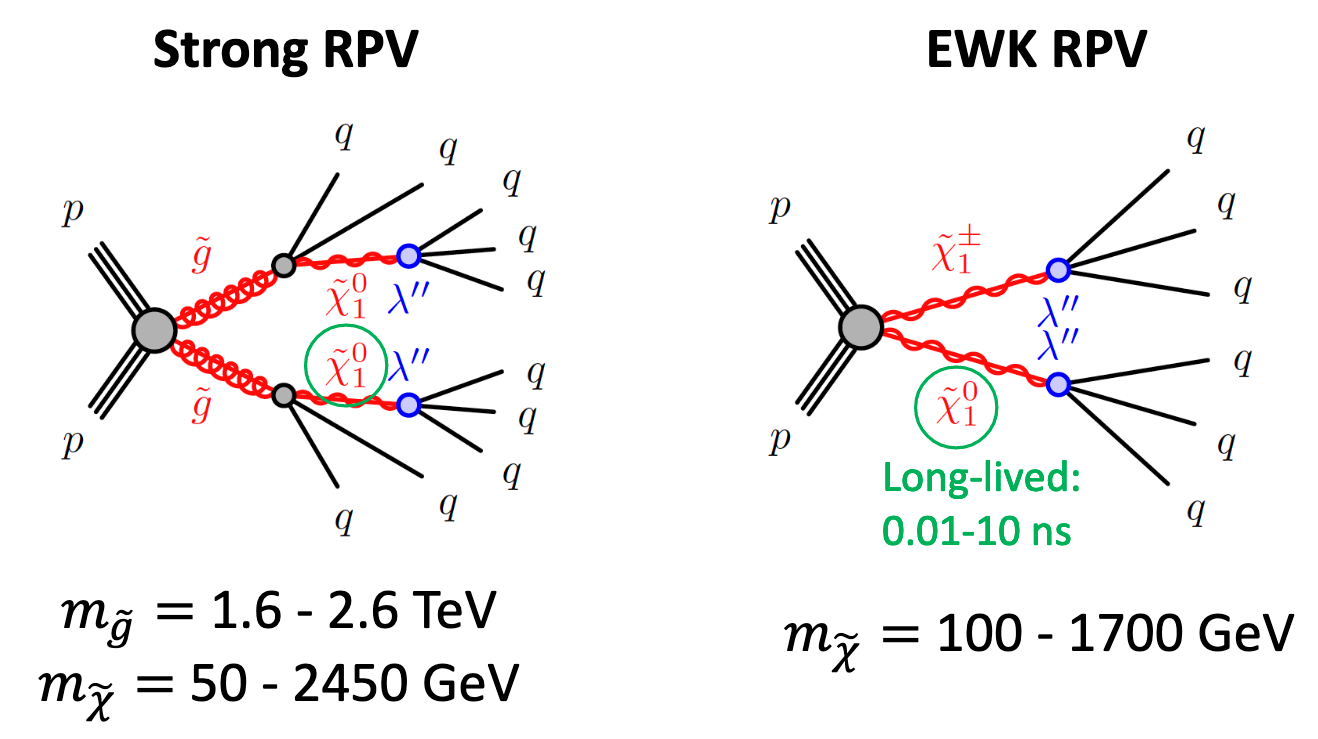 Strong RPV
EWK RPV
q
q
q
q
q
p
g̃
χ̃₁⁰ λ′′
χ̃₁⁰ λ′′
g̃
p
q
q
q
q
q
q
q
q
p
χ̃₁±
λ′′
λ′′
χ̃₁⁰
p
q
q
q
Long-lived:
0.01-10 ns
m_g̃ = 1.6 - 2.6 TeV
m_χ̃ = 50 - 2450 GeV
m_χ̃ = 100 - 1700 GeV